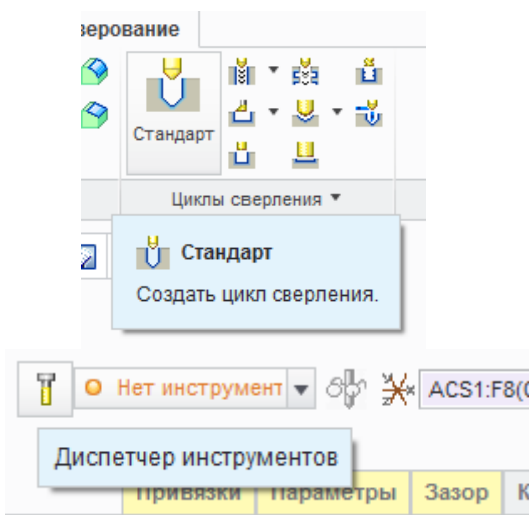 зерование
Стандарт
Циклы сверления
Стандарт
Создать цикл сверления.
Нет инструмент ACS1:F8(
Диспетчер инструментов
Привязки Параметры Зазор К